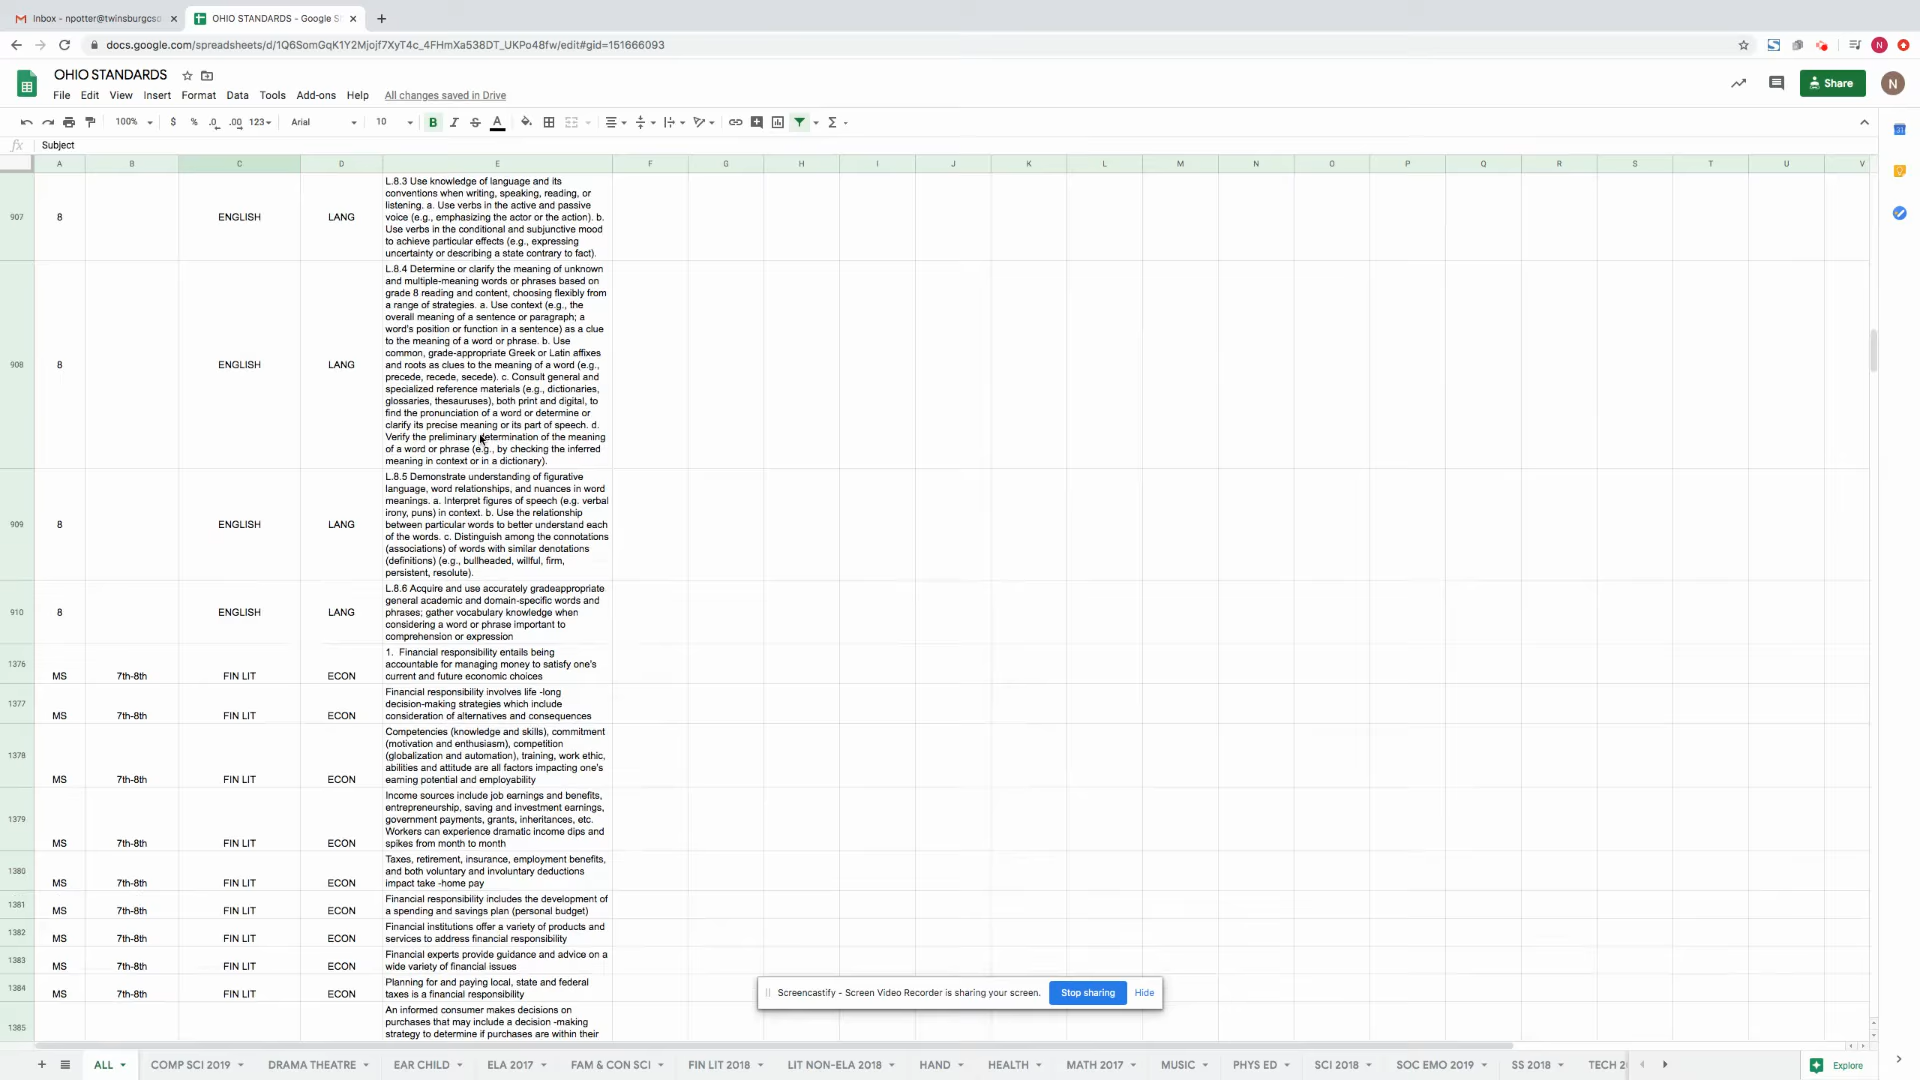 Inbox - npotter@twinsburgcsd
OHIO STANDARDS - Google S
docs.google.com/spreadsheets/d/1Q6SomGqK1Y2Mjojf7XyT4c_4FHmXa538DT_UKPo48fw/edit#gid=151666093
N
OHIO STANDARDS
Share
N
File Edit View Insert Format Data Tools Add-ons Help All changes saved in Drive
100% $ % .0 .00 123 Arial 10 B I S A
fx Subject
A B C D E F G H I J K L M N O P Q R S T U V
907 8 ENGLISH LANG
L.8.3 Use knowledge of language and its
conventions when writing, speaking, reading, or
listening. a. Use verbs in the active and passive
voice (e.g., emphasizing the actor or the action). b.
Use verbs in the conditional and subjunctive mood
to achieve particular effects (e.g., expressing
uncertainty or describing a state contrary to fact).
908 8 ENGLISH LANG
L.8.4 Determine or clarify the meaning of unknown
and multiple-meaning words or phrases based on
grade 8 reading and content, choosing flexibly from
a range of strategies. a. Use context (e.g., the
overall meaning of a sentence or paragraph; a
word's position or function in a sentence) as a clue
to the meaning of a word or phrase. b. Use
common, grade-appropriate Greek or Latin affixes
and roots as clues to the meaning of a word (e.g.,
precede, recede, secede). c. Consult general and
specialized reference materials (e.g., dictionaries,
glossaries, thesauruses), both print and digital, to
find the pronunciation of a word or determine or
clarify its precise meaning or its part of speech. d.
Verify the preliminary determination of the meaning
of a word or phrase (e.g., by checking the inferred
meaning in context or in a dictionary).
909 8 ENGLISH LANG
L.8.5 Demonstrate understanding of figurative
language, word relationships, and nuances in word
meanings. a. Interpret figures of speech (e.g. verbal
irony, puns) in context. b. Use the relationship
between particular words to better understand each
of the words. c. Distinguish among the connotations
(associations) of words with similar denotations
(definitions) (e.g., bullheaded, willful, firm,
persistent, resolute).
910 8 ENGLISH LANG
L.8.6 Acquire and use accurately gradeappropriate
general academic and domain-specific words and
phrases; gather vocabulary knowledge when
considering a word or phrase important to
comprehension or expression
1376 MS 7th-8th FIN LIT ECON
1. Financial responsibility entails being
accountable for managing money to satisfy one's
current and future economic choices
1377 MS 7th-8th FIN LIT ECON
Financial responsibility involves life -long
decision-making strategies which include
consideration of alternatives and consequences
1378 MS 7th-8th FIN LIT ECON
Competencies (knowledge and skills), commitment
(motivation and enthusiasm), competition
(globalization and automation), training, work ethic,
abilities and attitude are all factors impacting one's
earning potential and employability
1379 MS 7th-8th FIN LIT ECON
Income sources include job earnings and benefits,
entrepreneurship, saving and investment earnings,
government payments, grants, inheritances, etc.
Workers can experience dramatic income dips and
spikes from month to month
1380 MS 7th-8th FIN LIT ECON
Taxes, retirement, insurance, employment benefits,
and both voluntary and involuntary deductions
impact take -home pay
1381 MS 7th-8th FIN LIT ECON
Financial responsibility includes the development of
a spending and savings plan (personal budget)
1382 MS 7th-8th FIN LIT ECON
Financial institutions offer a variety of products and
services to address financial responsibility
1383 MS 7th-8th FIN LIT ECON
Financial experts provide guidance and advice on a
wide variety of financial issues
1384 MS 7th-8th FIN LIT ECON
Planning for and paying local, state and federal
taxes is a financial responsibility
1385
An informed consumer makes decisions on
purchases that may include a decision -making
strategy to determine if purchases are within their
Screencastify - Screen Video Recorder is sharing your screen. Stop sharing Hide
ALL COMP SCI 2019 DRAMA THEATRE EAR CHILD ELA 2017 FAM & CON SCI FIN LIT 2018 LIT NON-ELA 2018 HAND HEALTH MATH 2017 MUSIC PHYS ED SCI 2018 SOC EMO 2019 SS 2018 TECH 2 Explore